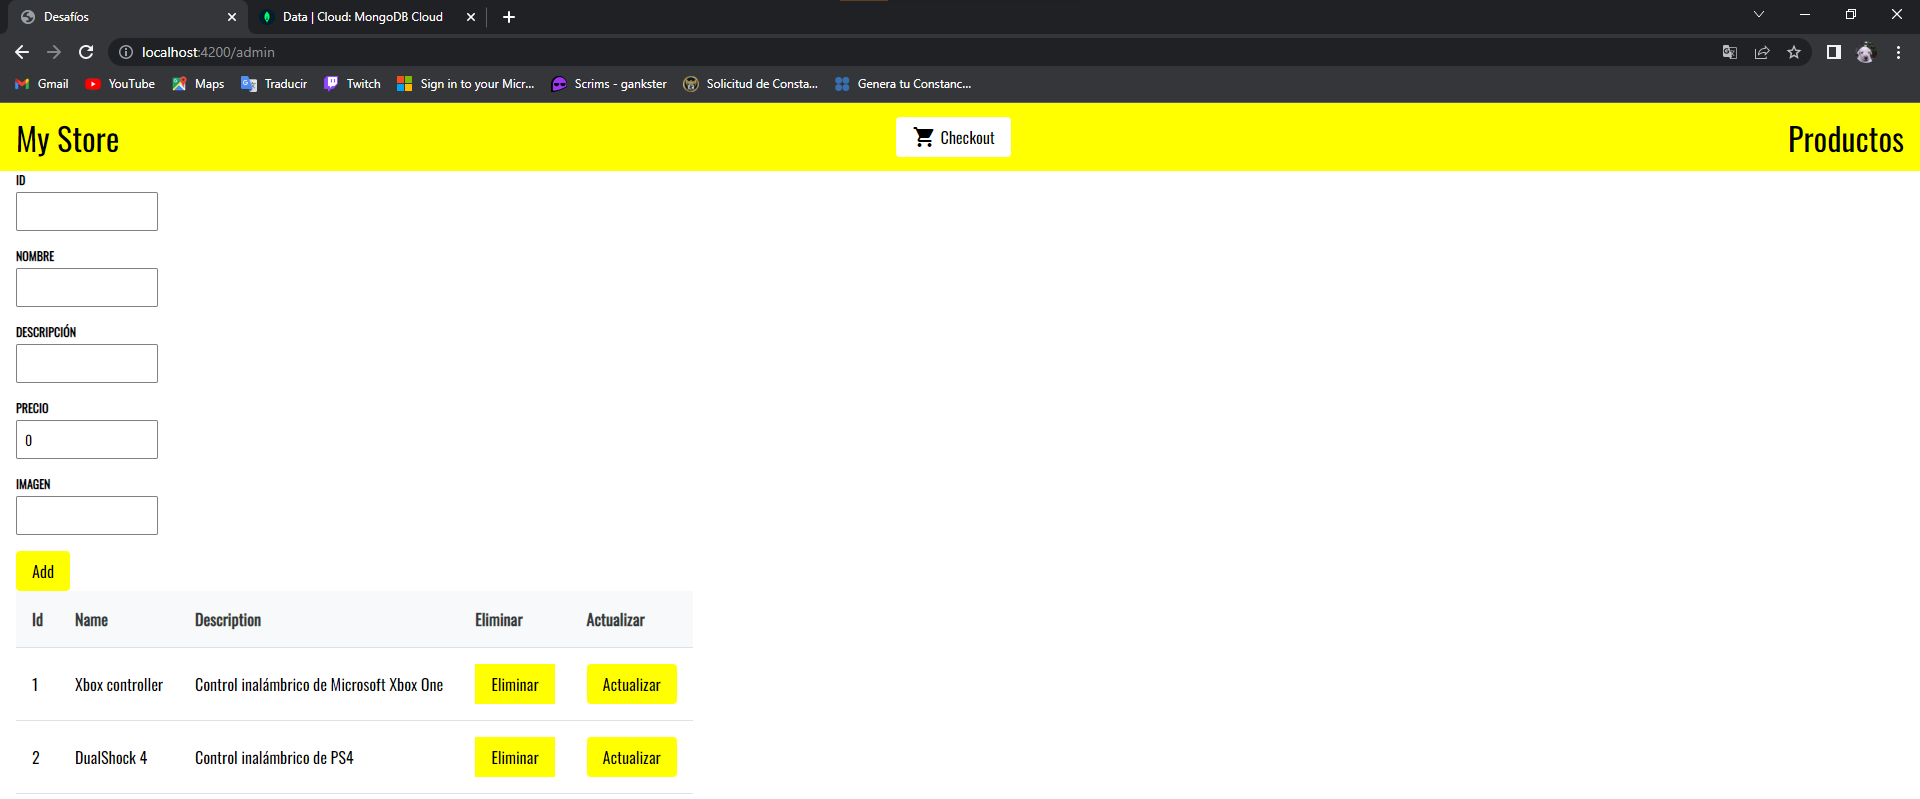 Desafíos
Data | Cloud: MongoDB Cloud
localhost:4200/admin
Gmail
YouTube
Maps
Traducir
Twitch
Sign in to your Micr...
Scrims - gankster
Solicitud de Consta...
Genera tu Constanc...
My Store
Checkout
Productos
ID
NOMBRE
DESCRIPCIÓN
PRECIO
0
IMAGEN
Add
Id Name Description Eliminar Actualizar
1 Xbox controller Control inalámbrico de Microsoft Xbox One Eliminar Actualizar
2 DualShock 4 Control inalámbrico de PS4 Eliminar Actualizar